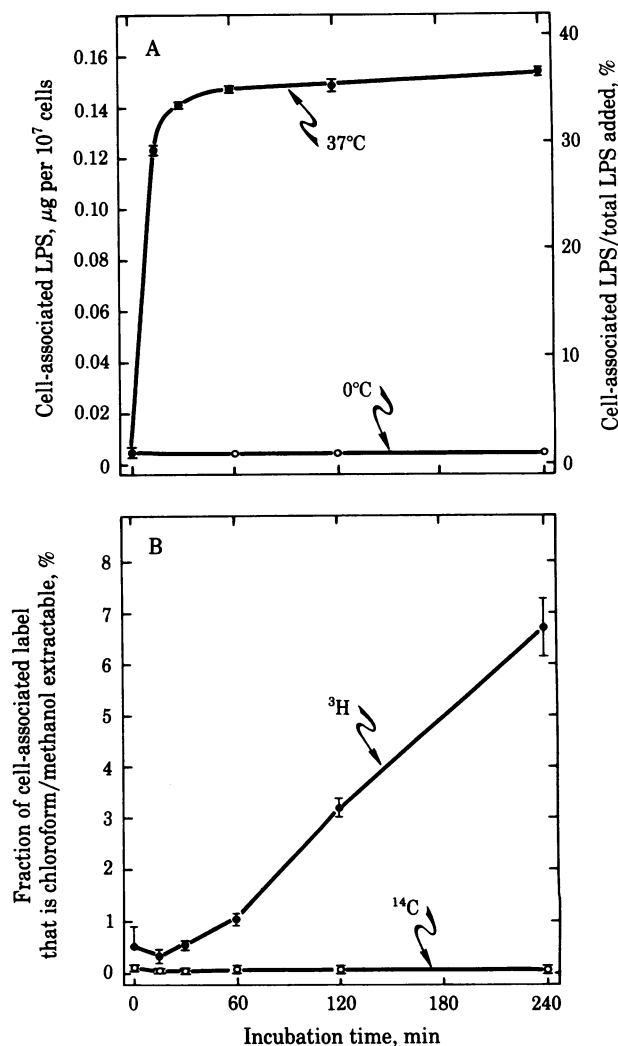 A
Cell-associated LPS, µg per 10⁷ cells
0.16
0.14
0.12
0.10
0.08
0.06
0.04
0.02
0
37°C
0°C
40
30
20
10
0
Cell-associated LPS/total LPS added, %
B
Fraction of cell-associated label
that is chloroform/methanol extractable, %
8
7
6
5
4
3
2
1
0
³H
¹⁴C
0 60 120 180 240
Incubation time, min